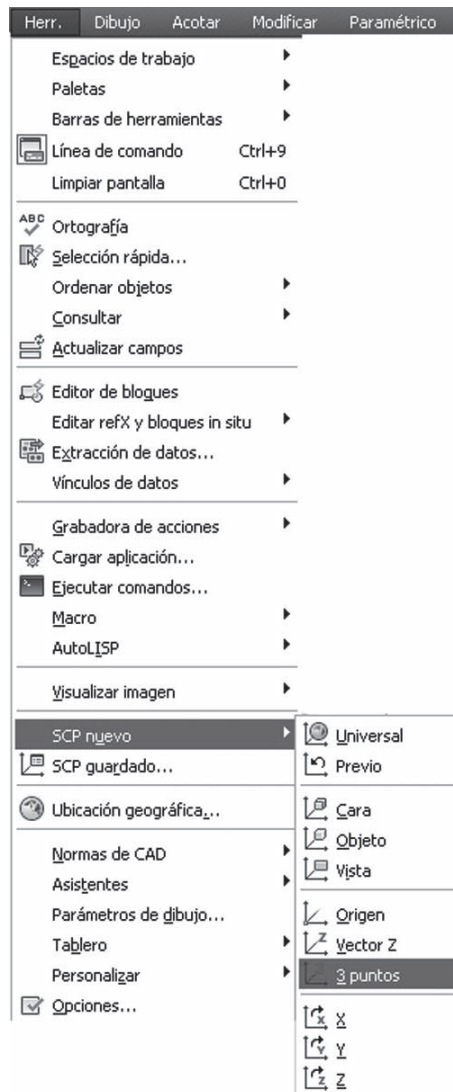 Herr. Dibujo Acotar Modificar Paramétrico
Espacios de trabajo
Paletas
Barras de herramientas
Línea de comando Ctrl+9
Limpiar pantalla Ctrl+0
ABC Ortografía
Selección rápida...
Ordenar objetos
Consultar
Actualizar campos
Editor de bloques
Editar refX y bloques in situ
Extracción de datos...
Vínculos de datos
Grabadora de acciones
Cargar aplicación...
Ejecutar comandos...
Macro
AutoLISP
Visualizar imagen
SCP nuevo
SCP guardado...
Ubicación geográfica...
Normas de CAD
Asistentes
Parámetros de dibujo...
Tablero
Personalizar
Opciones...
Universal
Previo
Cara
Objeto
Vista
Origen
Z Vector Z
3 puntos
X X
Y Y
Z Z